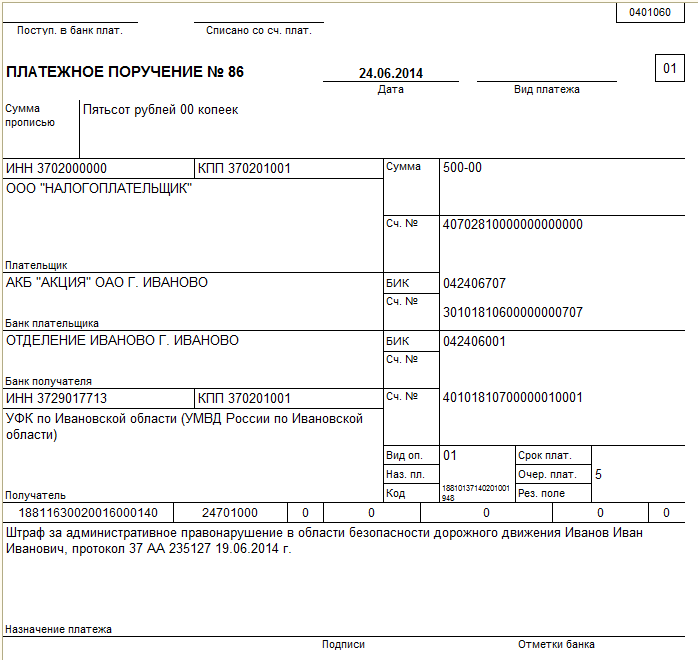 0401060
Поступ. в банк плат. Списано со сч. плат.
ПЛАТЕЖНОЕ ПОРУЧЕНИЕ № 86 24.06.2014 01
Дата Вид платежа
Сумма прописью Пятьсот рублей 00 копеек
ИНН 3702000000 КПП 370201001 Сумма 500-00
ООО "НАЛОГОПЛАТЕЛЬЩИК"
Сч. № 40702810000000000000
Плательщик
АКБ "АКЦИЯ" ОАО Г. ИВАНОВО БИК 042406707
Сч. № 30101810600000000707
Банк плательщика
ОТДЕЛЕНИЕ ИВАНОВО Г. ИВАНОВО БИК 042406001
Сч. №
Банк получателя
ИНН 3729017713 КПП 370201001 Сч. № 40101810700000010001
УФК по Ивановской области (УМВД России по Ивановской
области)
Вид оп. 01 Срок плат.
Наз. пл. Очер. плат. 5
Получатель Код 18810137140201001948 Рез. поле
18811630020016000140 24701000 0 0 0 0 0
Штраф за административное правонарушение в области безопасности дорожного движения Иванов Иван
Иванович, протокол 37 АА 235127 19.06.2014 г.
Назначение платежа
Подписи Отметки банка